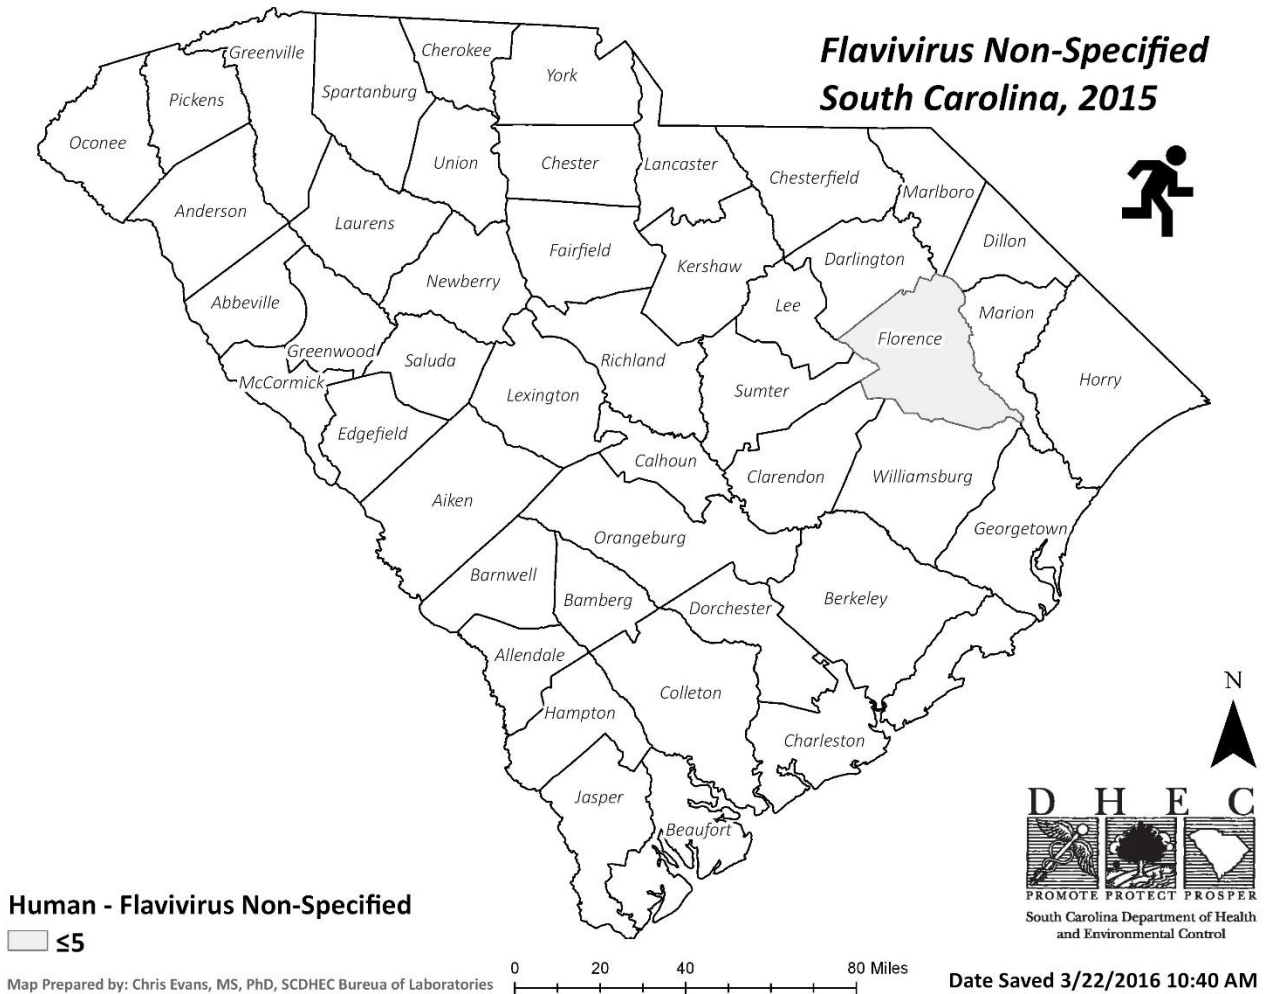 Flavivirus Non-Specified
South Carolina, 2015
Greenville
Cherokee
York
Pickens
Spartanburg
Oconee
Union
Chester
Lancaster
Chesterfield
Marlboro
Anderson
Laurens
Fairfield
Kershaw
Darlington
Dillon
Newberry
Abbeville
Lee
Marion
Florence
Greenwood
Saluda
Richland
McCormick
Lexington
Sumter
Horry
Edgefield
Calhoun
Clarendon
Williamsburg
Aiken
Georgetown
Orangeburg
Barnwell
Bamberg
Dorchester
Berkeley
Allendale
Colleton
Hampton
Charleston
Jasper
Beaufort
N
D H E C
PROMOTE PROTECT PROSPER
South Carolina Department of Health
and Environmental Control
Human - Flavivirus Non-Specified
≤5
Map Prepared by: Chris Evans, MS, PhD, SCDHEC Bureua of Laboratories
0 20 40 80 Miles
Date Saved 3/22/2016 10:40 AM